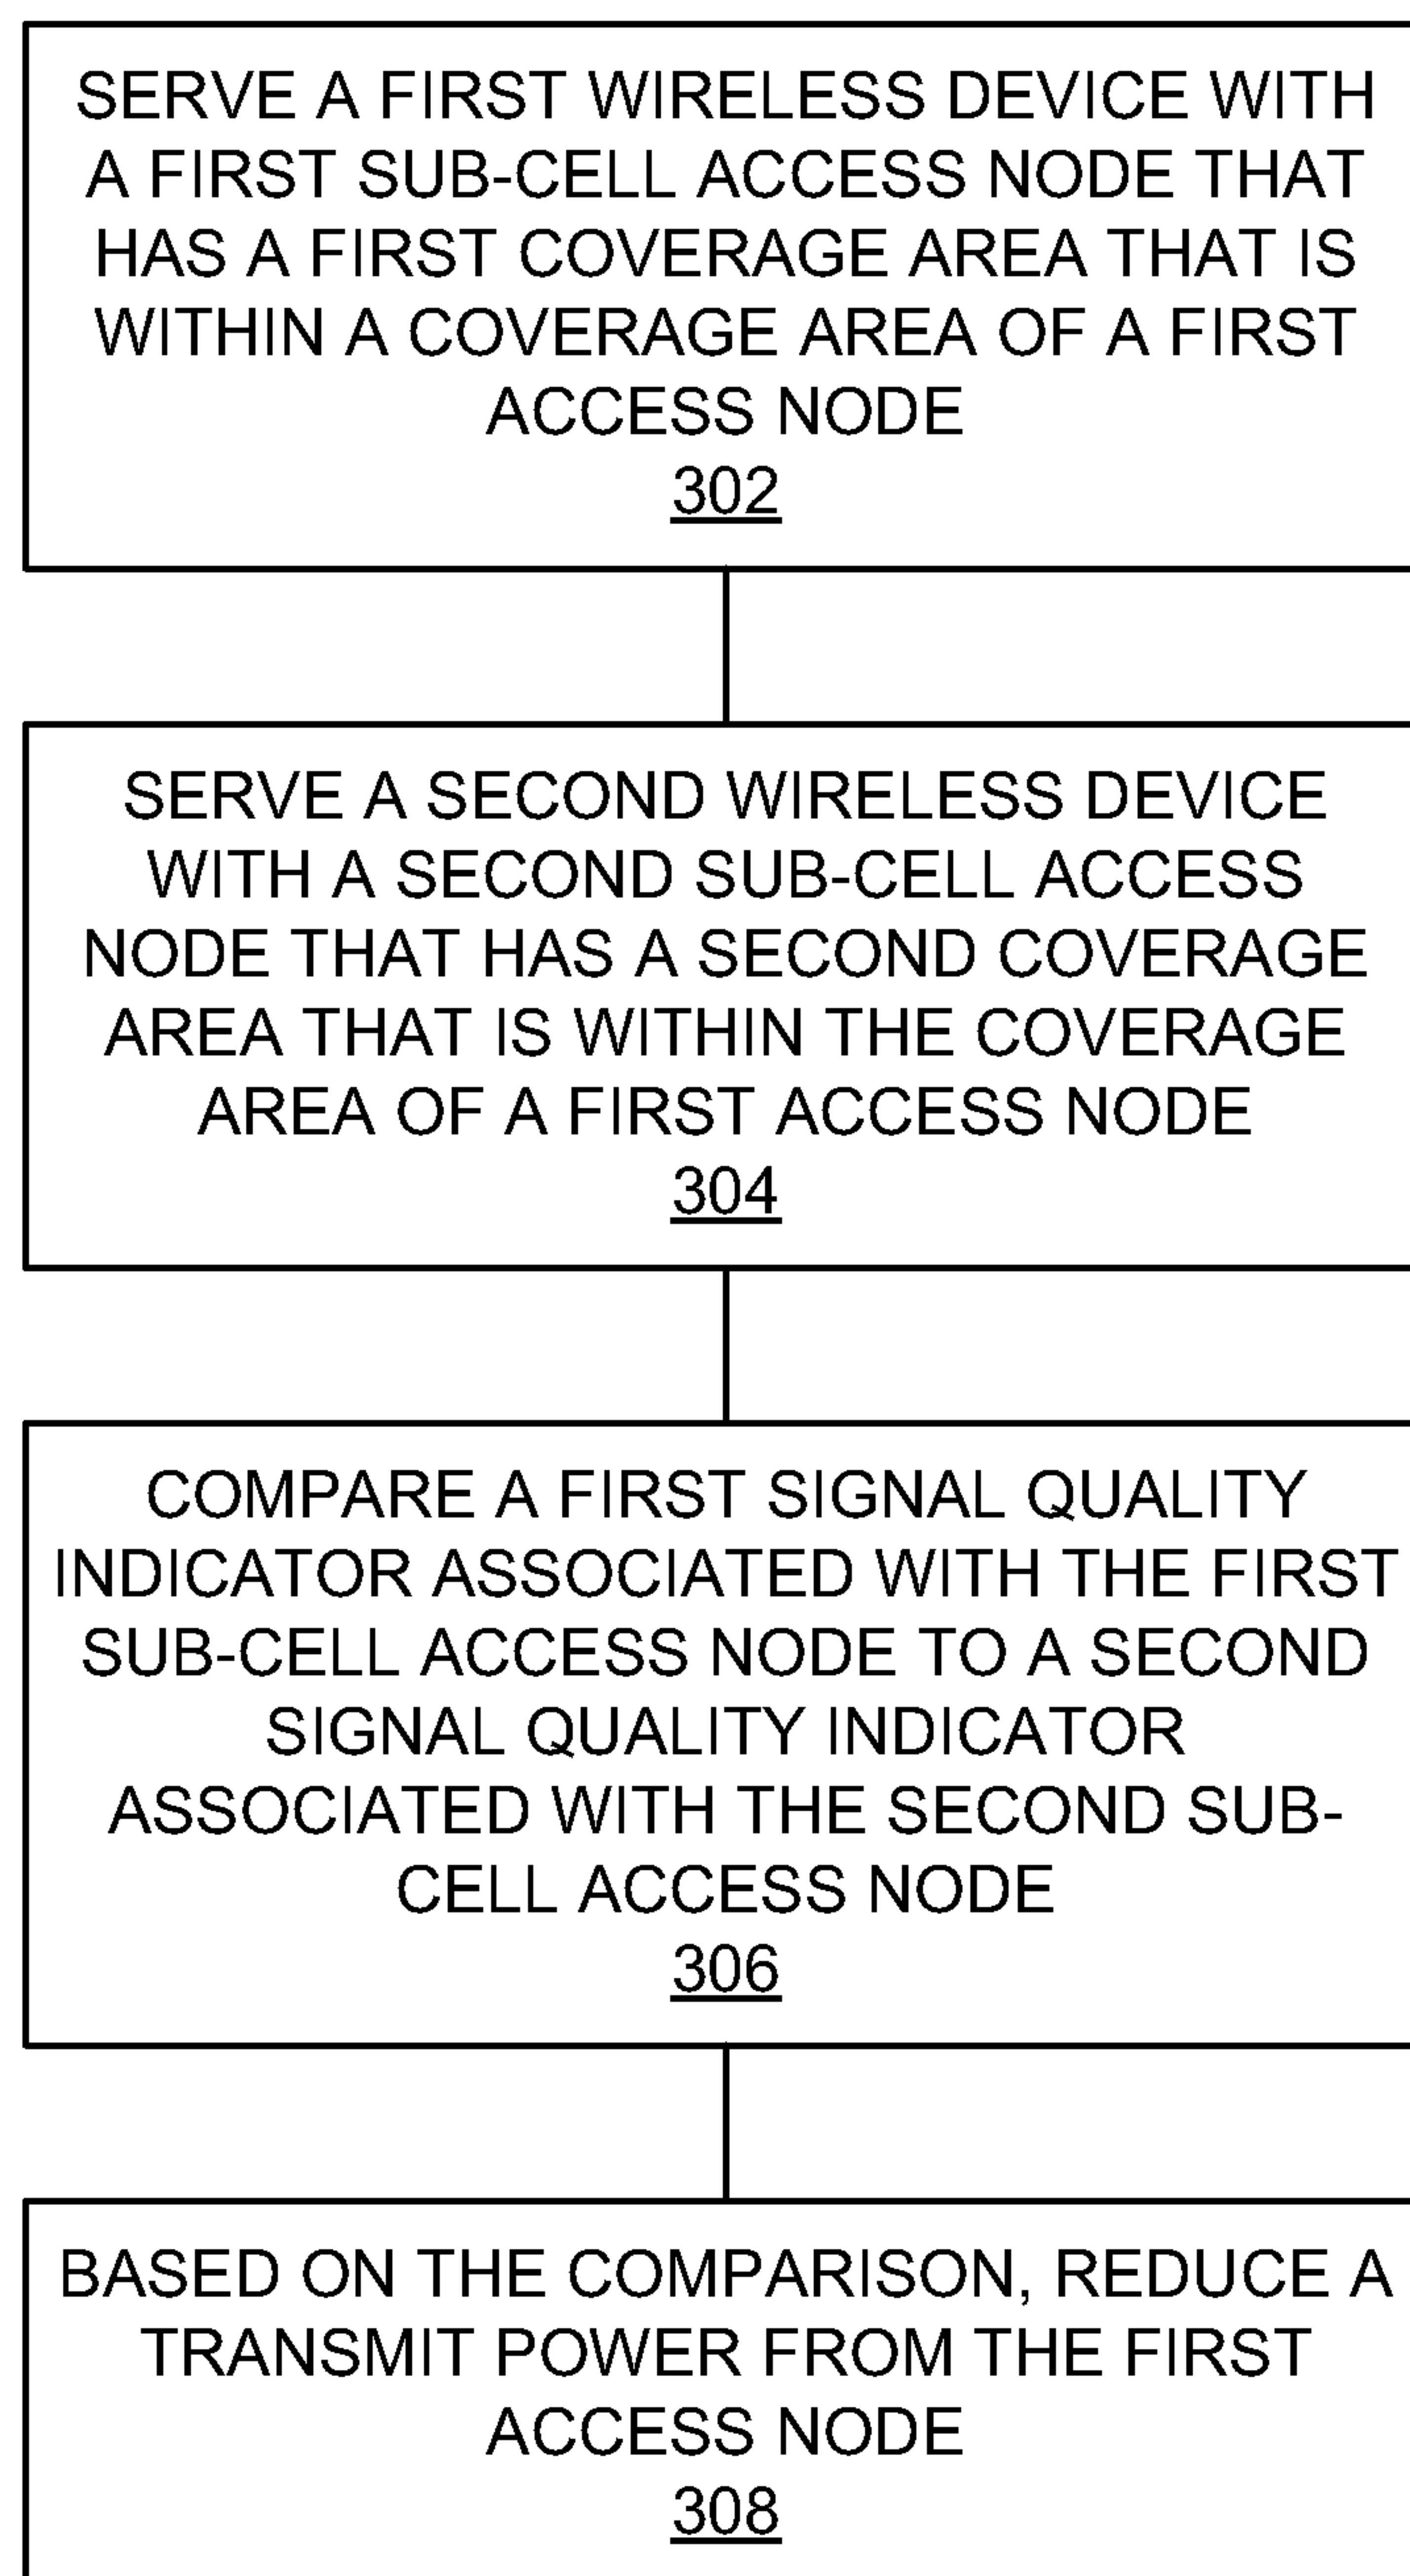 SERVE A FIRST WIRELESS DEVICE WITH
A FIRST SUB-CELL ACCESS NODE THAT
HAS A FIRST COVERAGE AREA THAT IS
WITHIN A COVERAGE AREA OF A FIRST
ACCESS NODE
302
SERVE A SECOND WIRELESS DEVICE
WITH A SECOND SUB-CELL ACCESS
NODE THAT HAS A SECOND COVERAGE
AREA THAT IS WITHIN THE COVERAGE
AREA OF A FIRST ACCESS NODE
304
COMPARE A FIRST SIGNAL QUALITY
INDICATOR ASSOCIATED WITH THE FIRST
SUB-CELL ACCESS NODE TO A SECOND
SIGNAL QUALITY INDICATOR
ASSOCIATED WITH THE SECOND SUB-
CELL ACCESS NODE
306
BASED ON THE COMPARISON, REDUCE A
TRANSMIT POWER FROM THE FIRST
ACCESS NODE
308